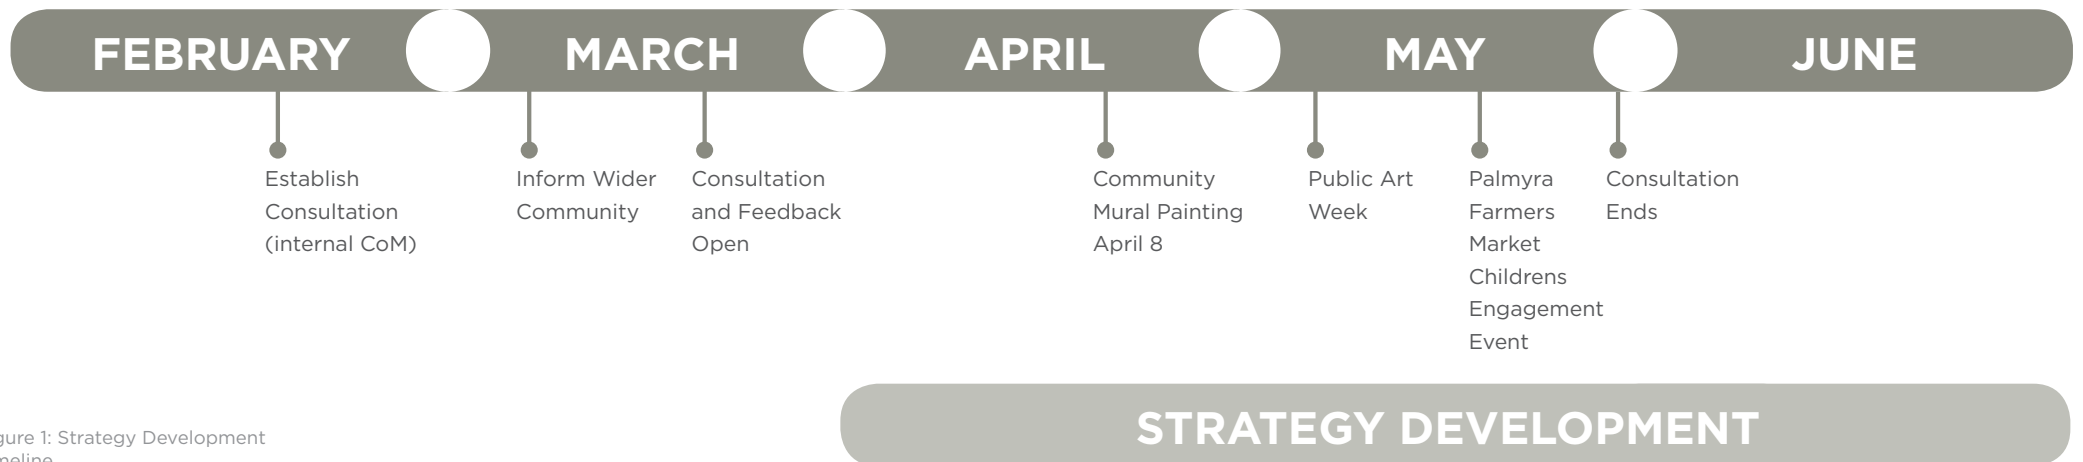 FEBRUARY MARCH APRIL MAY JUNE
Establish
Consultation
(internal CoM)
Inform Wider
Community
Consultation
and Feedback
Open
Community
Mural Painting
April 8
Public Art
Week
Palmyra
Farmers
Market
Childrens
Engagement
Event
Consultation
Ends
STRATEGY DEVELOPMENT
gure 1: Strategy Development
meline